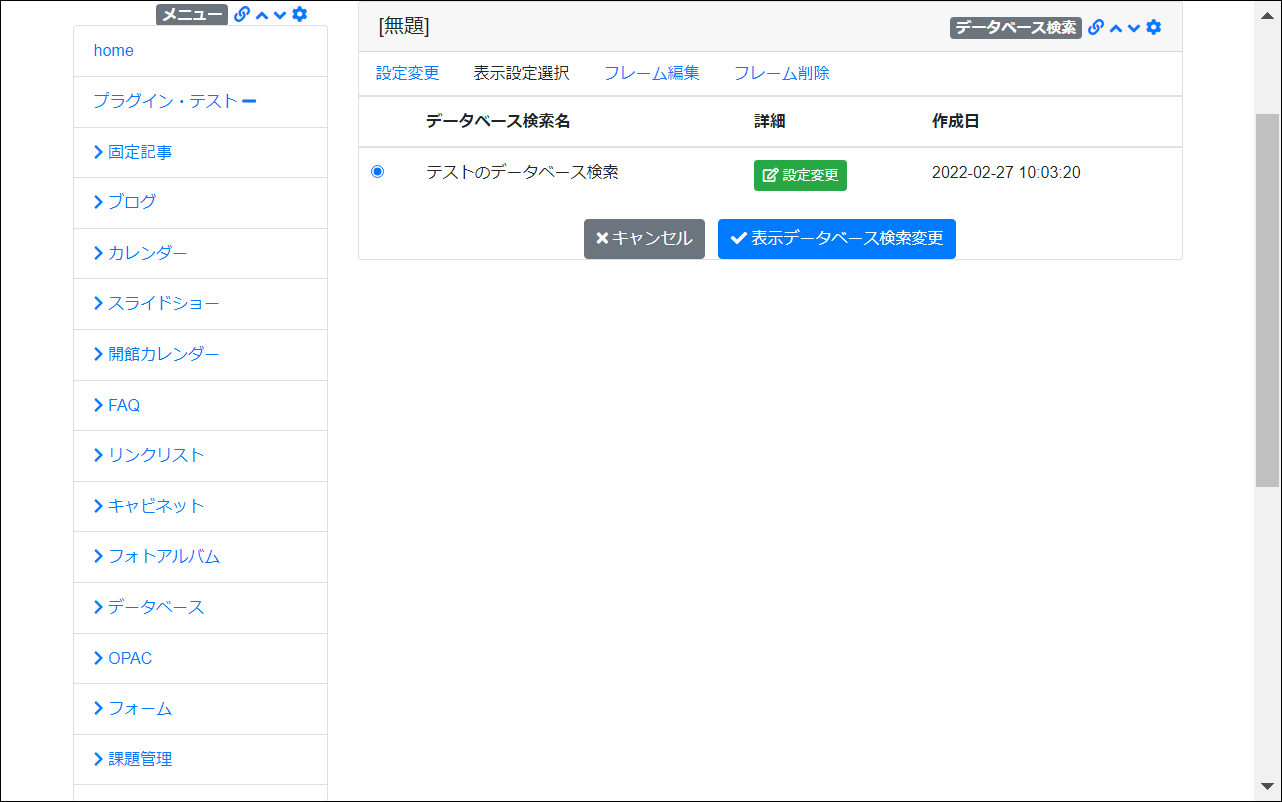 メニュー
home
プラグイン・テスト
固定記事
ブログ
カレンダー
スライドショー
開館カレンダー
FAQ
リンクリスト
キャビネット
フォトアルバム
データベース
OPAC
フォーム
課題管理
[無題] データベース検索
設定変更 表示設定選択 フレーム編集 フレーム削除
データベース検索名 詳細 作成日
テストのデータベース検索 設定変更 2022-02-27 10:03:20
キャンセル 表示データベース検索変更